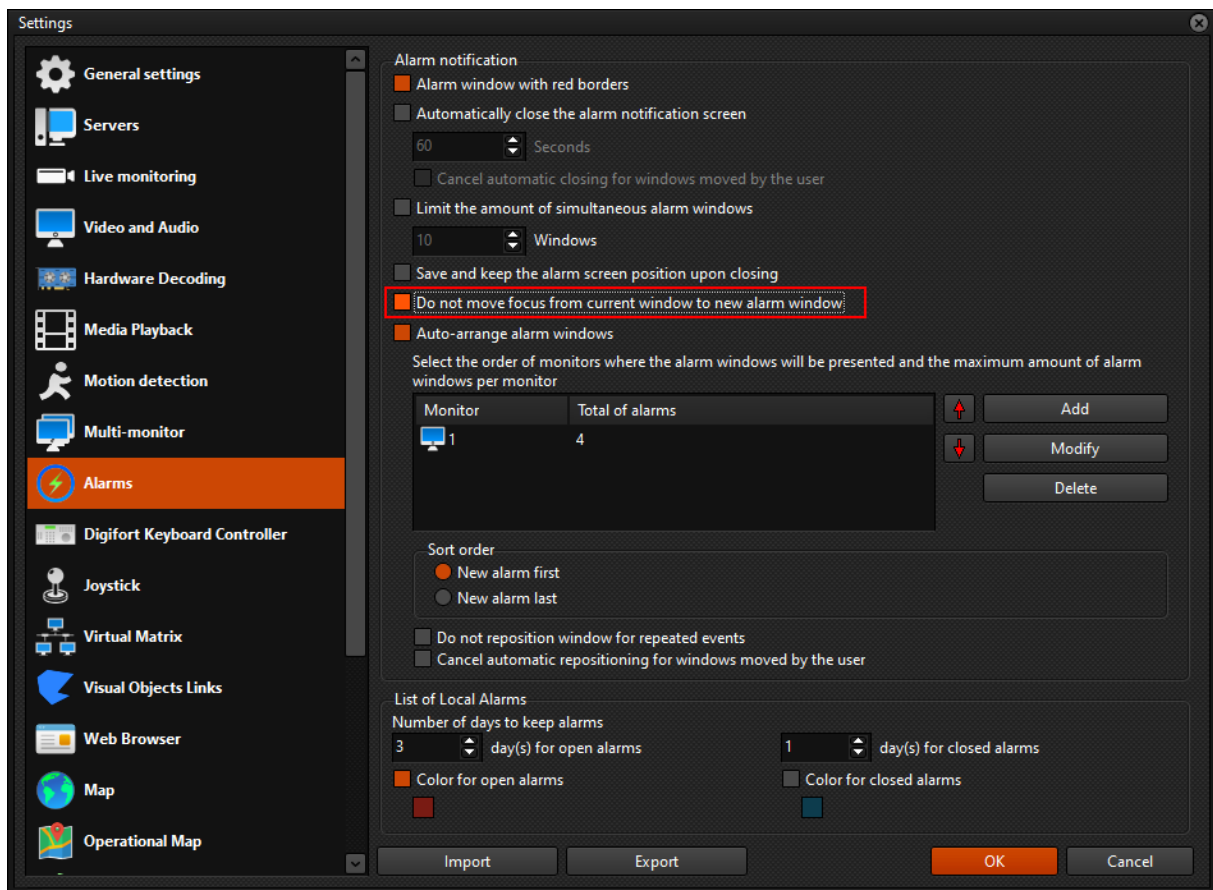 Settings
General settings
Servers
Live monitoring
Video and Audio
Hardware Decoding
Media Playback
Motion detection
Multi-monitor
Alarms
Digifort Keyboard Controller
Joystick
Virtual Matrix
Visual Objects Links
Web Browser
Map
Operational Map
Alarm notification
Alarm window with red borders
Automatically close the alarm notification screen
60 Seconds
Cancel automatic closing for windows moved by the user
Limit the amount of simultaneous alarm windows
10 Windows
Save and keep the alarm screen position upon closing
Do not move focus from current window to new alarm window
Auto-arrange alarm windows
Select the order of monitors where the alarm windows will be presented and the maximum amount of alarm
windows per monitor
Monitor Total of alarms
1 4
Add
Modify
Delete
Sort order
New alarm first
New alarm last
Do not reposition window for repeated events
Cancel automatic repositioning for windows moved by the user
List of Local Alarms
Number of days to keep alarms
3 day(s) for open alarms 1 day(s) for closed alarms
Color for open alarms Color for closed alarms
Import Export OK Cancel